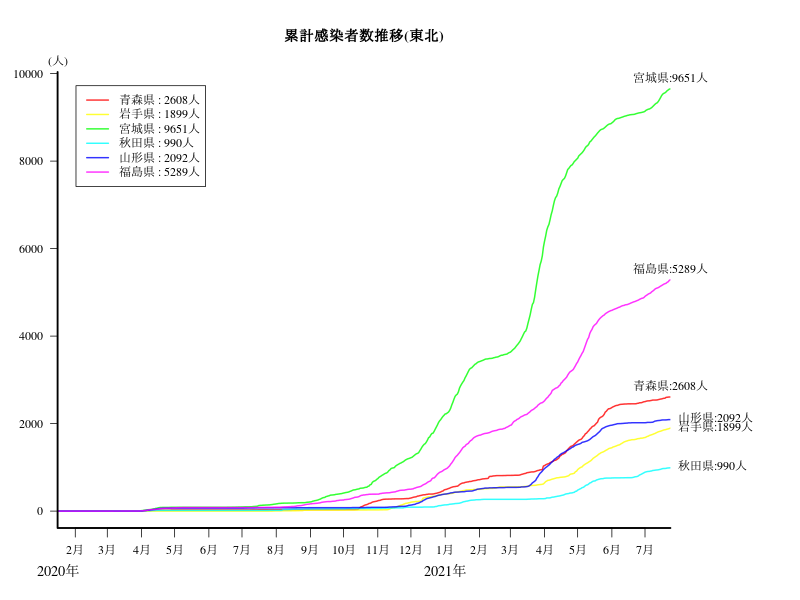 累計感染者数推移(東北)
(人)
10000
8000
6000
4000
2000
0
青森県 : 2608人
岩手県 : 1899人
宮城県 : 9651人
秋田県 : 990人
山形県 : 2092人
福島県 : 5289人
宮城県:9651人
福島県:5289人
青森県:2608人
山形県:2092人
岩手県:1899人
秋田県:990人
2月 3月 4月 5月 6月 7月 8月 9月 10月 11月 12月 1月 2月 3月 4月 5月 6月 7月
2020年 2021年